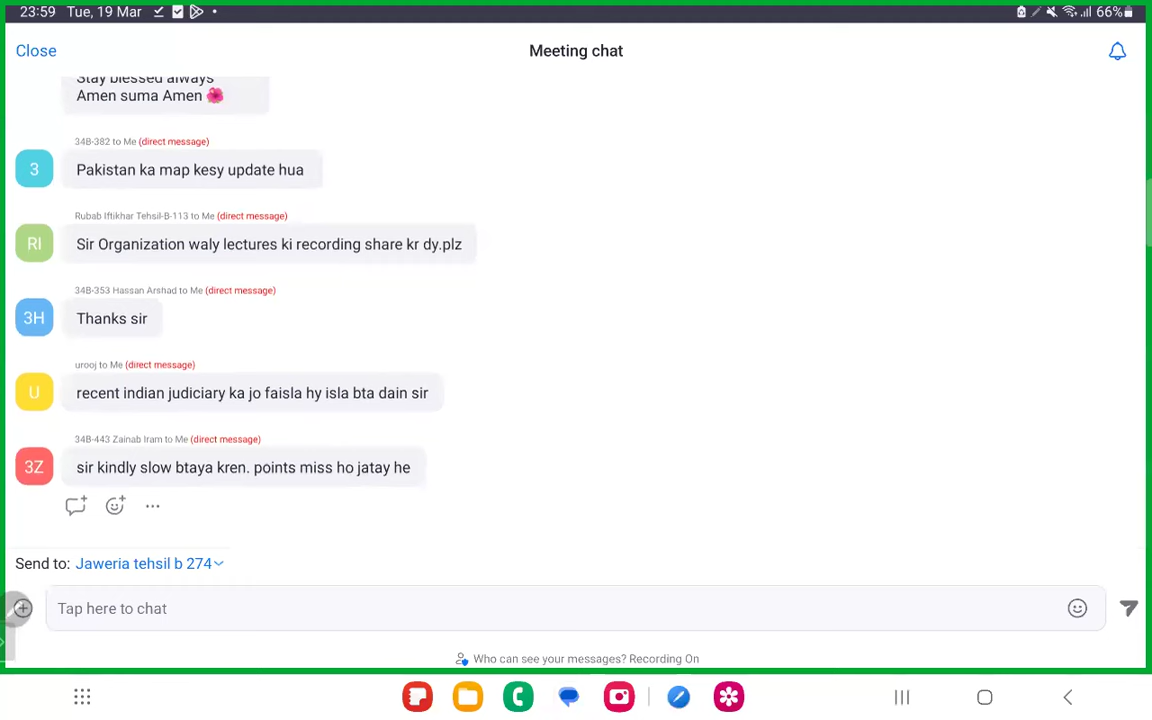 23:59 Tue, 19 Mar
66%
Close
Meeting chat
Stay blessed always
Amen suma Amen 🌺
34B-382 to Me (direct message)
3
Pakistan ka map kesy update hua
Rubab Iftikhar Tehsil-B-113 to Me (direct message)
RI
Sir Organization waly lectures ki recording share kr dy.plz
34B-353 Hassan Arshad to Me (direct message)
3H
Thanks sir
urooj to Me (direct message)
U
recent indian judiciary ka jo faisla hy isla bta dain sir
34B-443 Zainab Iram to Me (direct message)
3Z
sir kindly slow btaya kren. points miss ho jatay he
Send to: Jaweria tehsil b 274
Tap here to chat
Who can see your messages? Recording On